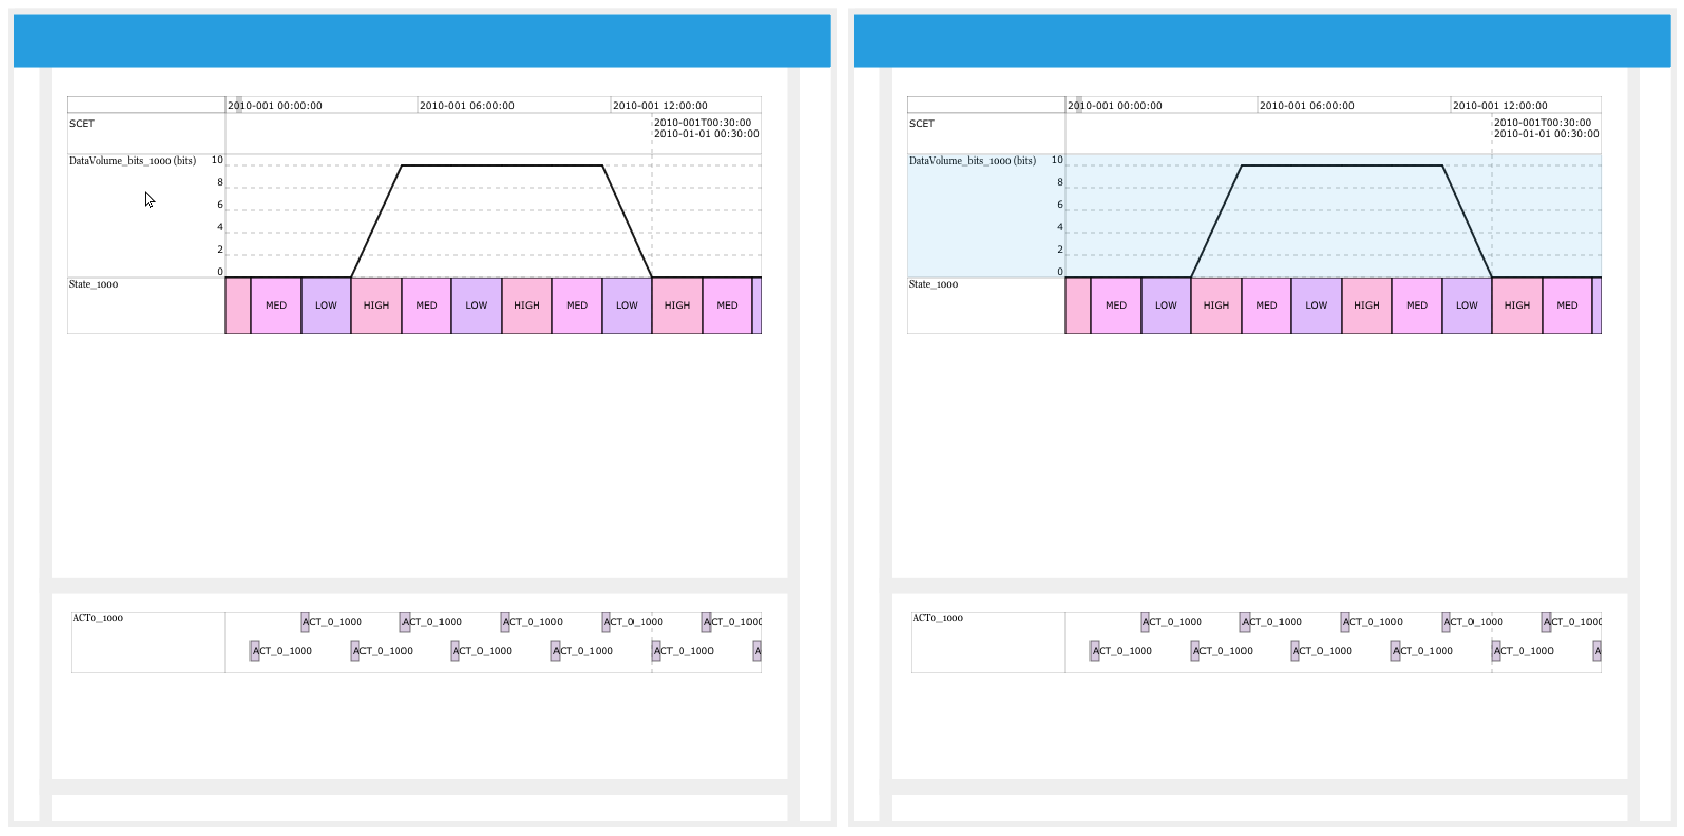 2010-001 00:00:00 2010-001 06:00:00 2010-001 12:00:00
SCET
2010-001T00:30:00
2010-01-01 00:30:00
DataVolume_bits_1000 (bits)
10
8
6
4
2
0
State_1000
MED LOW HIGH MED LOW HIGH MED LOW HIGH MED
ACT0_1000
ACT_0_1000 ACT_0_1000 ACT_0_1000 ACT_0_1000 ACT_0_1000
ACT_0_1000 ACT_0_1000 ACT_0_1000 ACT_0_1000 ACT_0_1000 A
2010-001 00:00:00 2010-001 06:00:00 2010-001 12:00:00
SCET
2010-001T00:30:00
2010-01-01 00:30:00
DataVolume_bits_1000 (bits)
10
8
6
4
2
0
State_1000
MED LOW HIGH MED LOW HIGH MED LOW HIGH MED
ACT0_1000
ACT_0_1000 ACT_0_1000 ACT_0_1000 ACT_0_1000 ACT_0_1000
ACT_0_1000 ACT_0_1000 ACT_0_1000 ACT_0_1000 ACT_0_1000 A